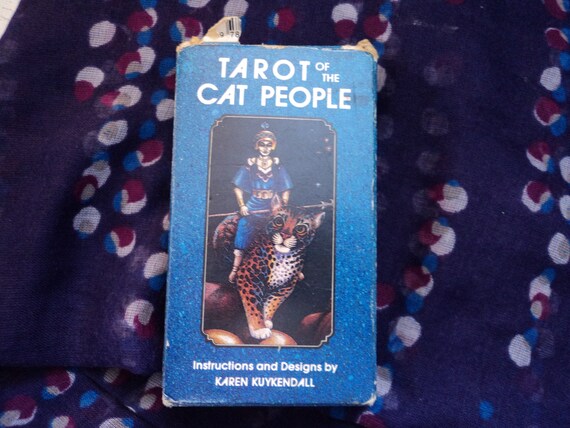 TAROT OF THE
CAT PEOPLE
Instructions and Designs by
KAREN KUYKENDALL